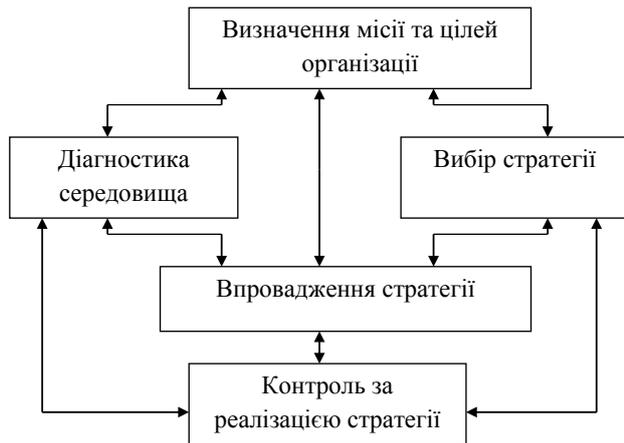 Визначення місії та цілей
організації
Діагностика
середовища
Вибір стратегії
Впровадження стратегії
Контроль за
реалізацією стратегії